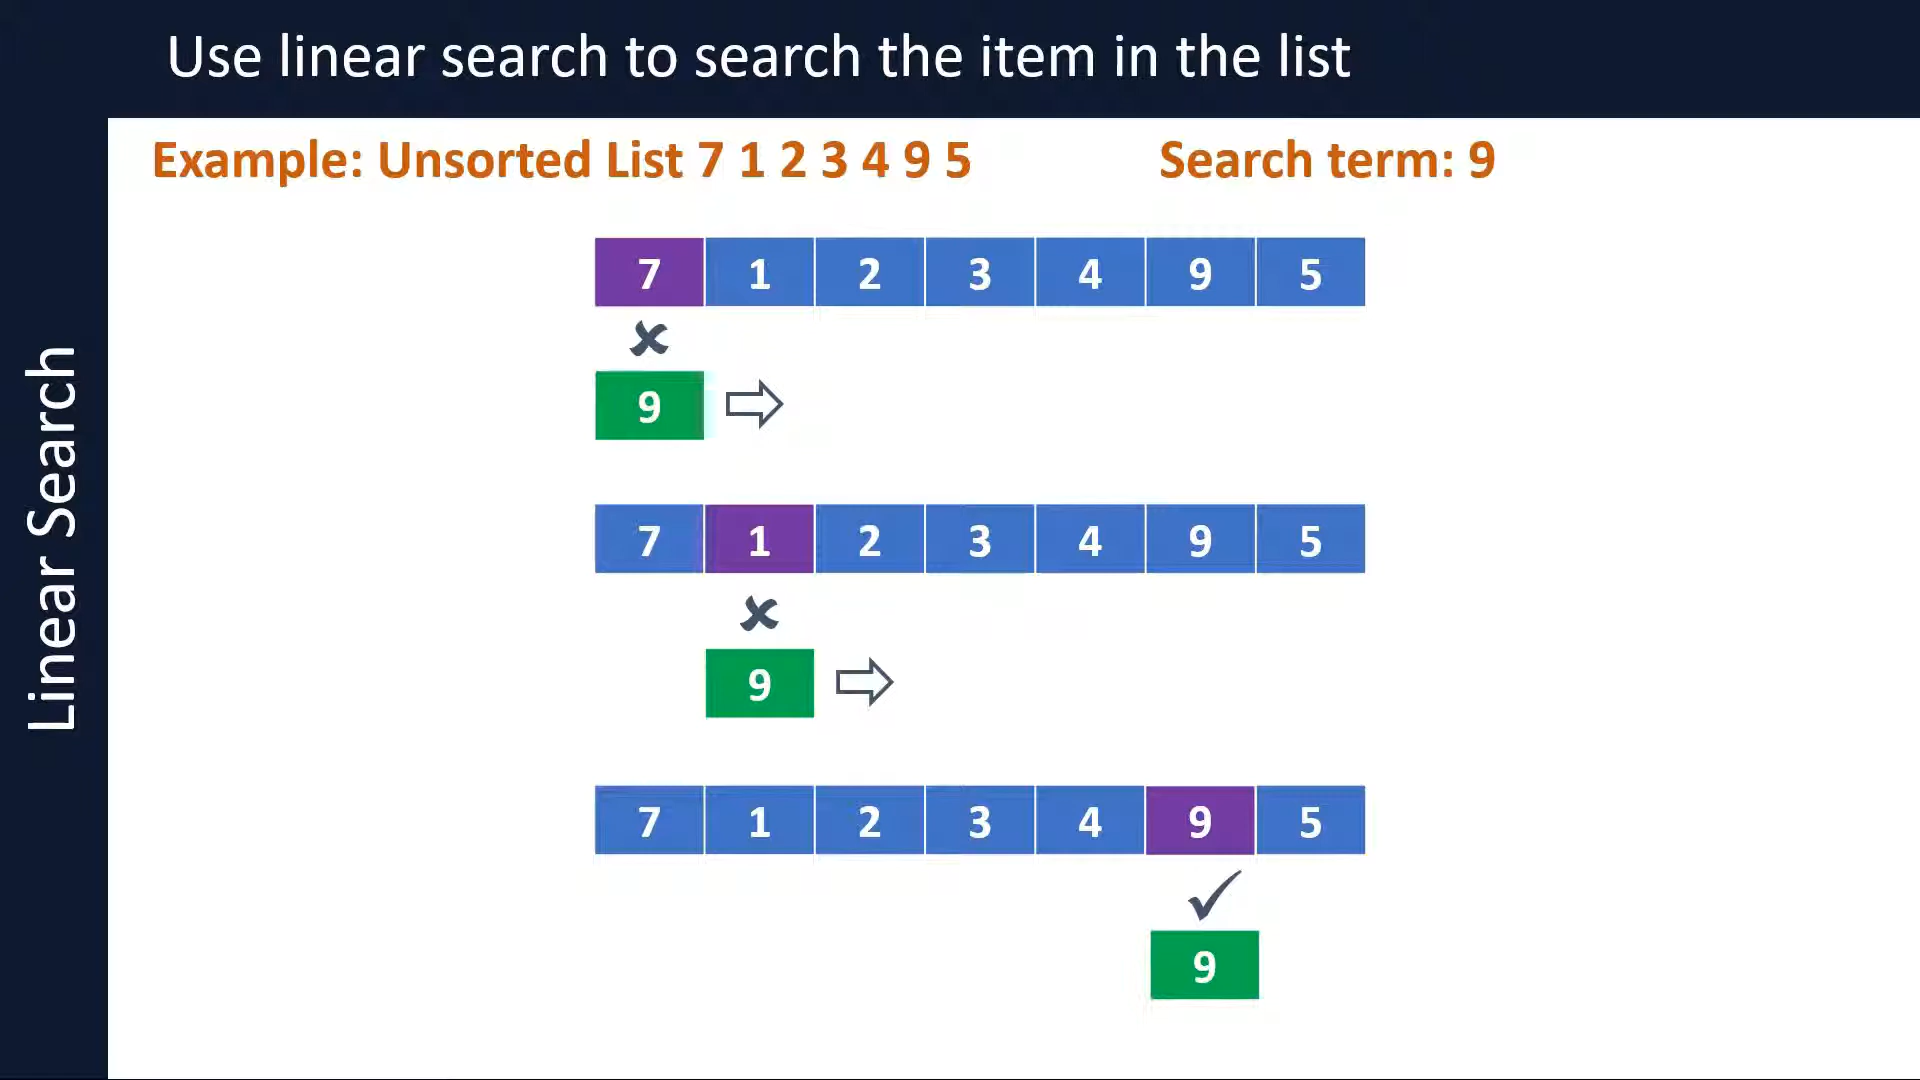 Use linear search to search the item in the list
Linear Search
Example: Unsorted List 7 1 2 3 4 9 5
Search term: 9
7 1 2 3 4 9 5
✘
9
7 1 2 3 4 9 5
✘
9
7 1 2 3 4 9 5
✓
9